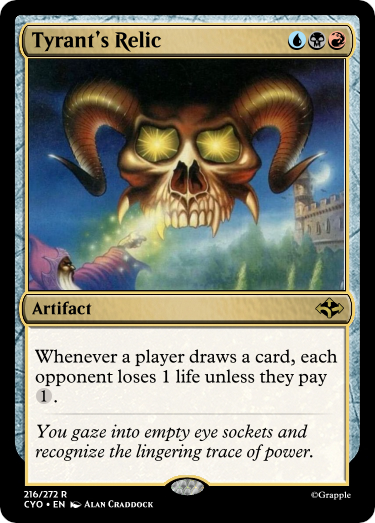 Tyrant's Relic
Artifact
Whenever a player draws a card, each
opponent loses 1 life unless they pay
1.
You gaze into empty eye sockets and
recognize the lingering trace of power.
216/272 R
CYO • EN Alan Craddock
©Grapple